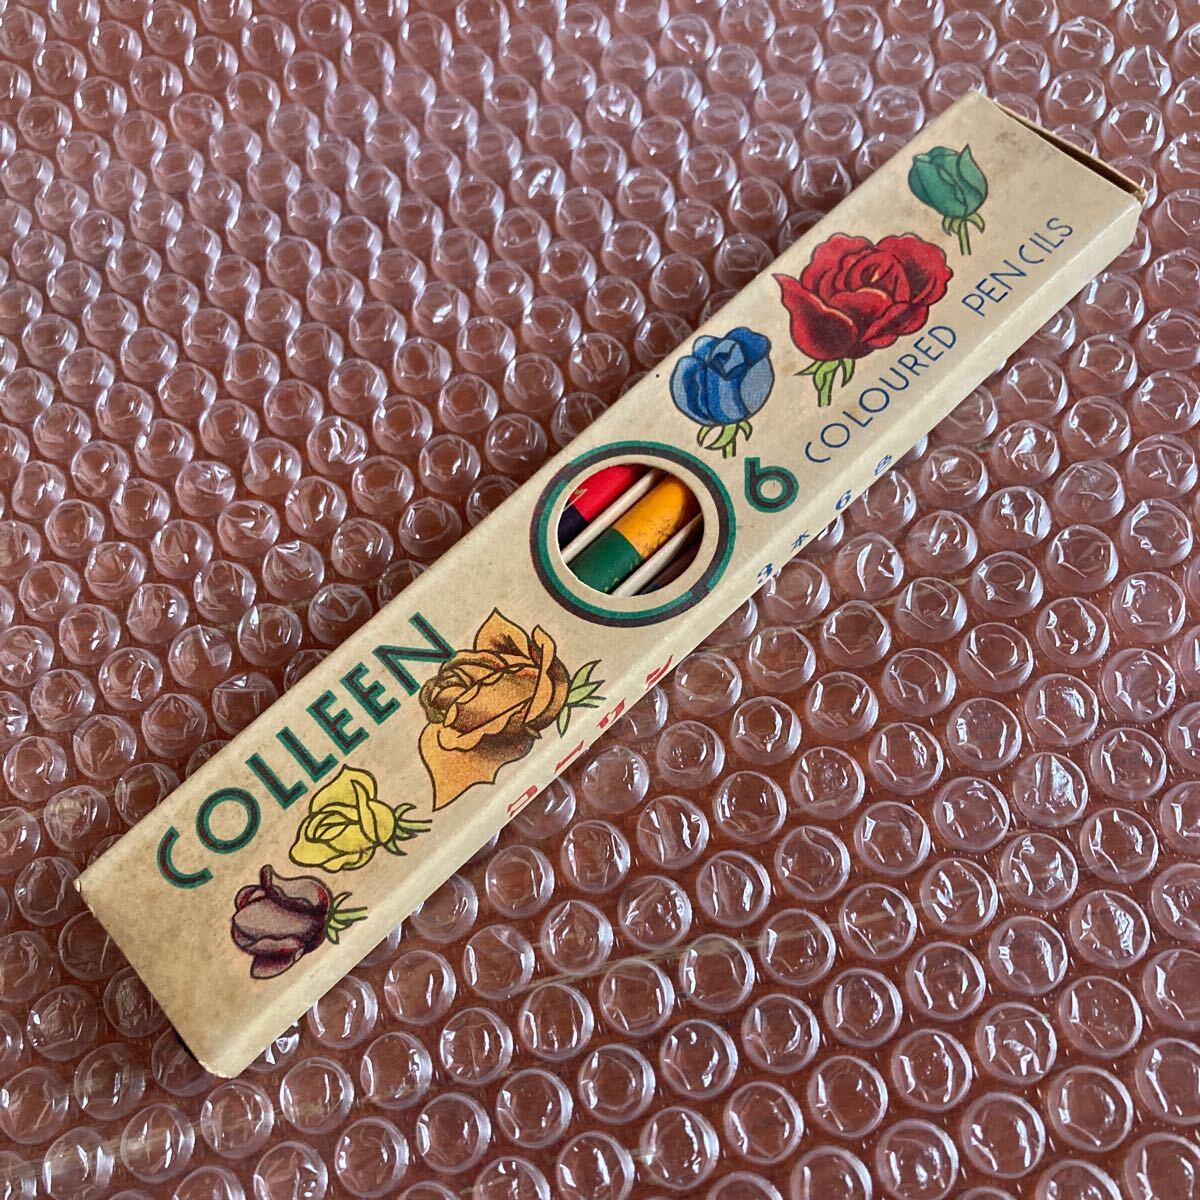 COLLEEN
6
COLOURED PENCILS
3本 6色